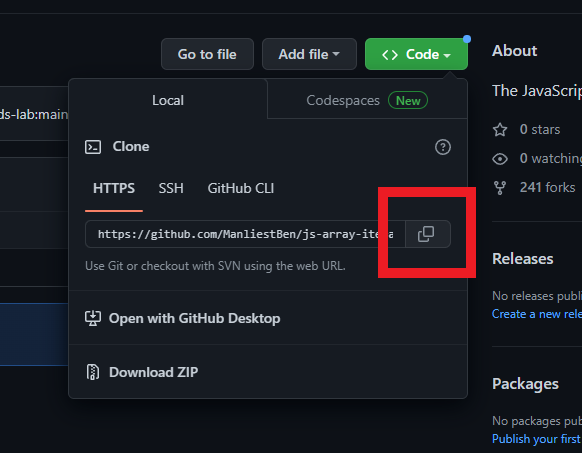 Go to file
Add file
<> Code
About
Local
Codespaces New
The JavaScrip
ds-lab:main
0 stars
Clone
0 watching
HTTPS SSH GitHub CLI
241 forks
https://github.com/ManliestBen/js-array-itera
Use Git or checkout with SVN using the web URL.
Releases
No releases publi
Create a new rele
Open with GitHub Desktop
Download ZIP
Packages
No packages pub
Publish your first